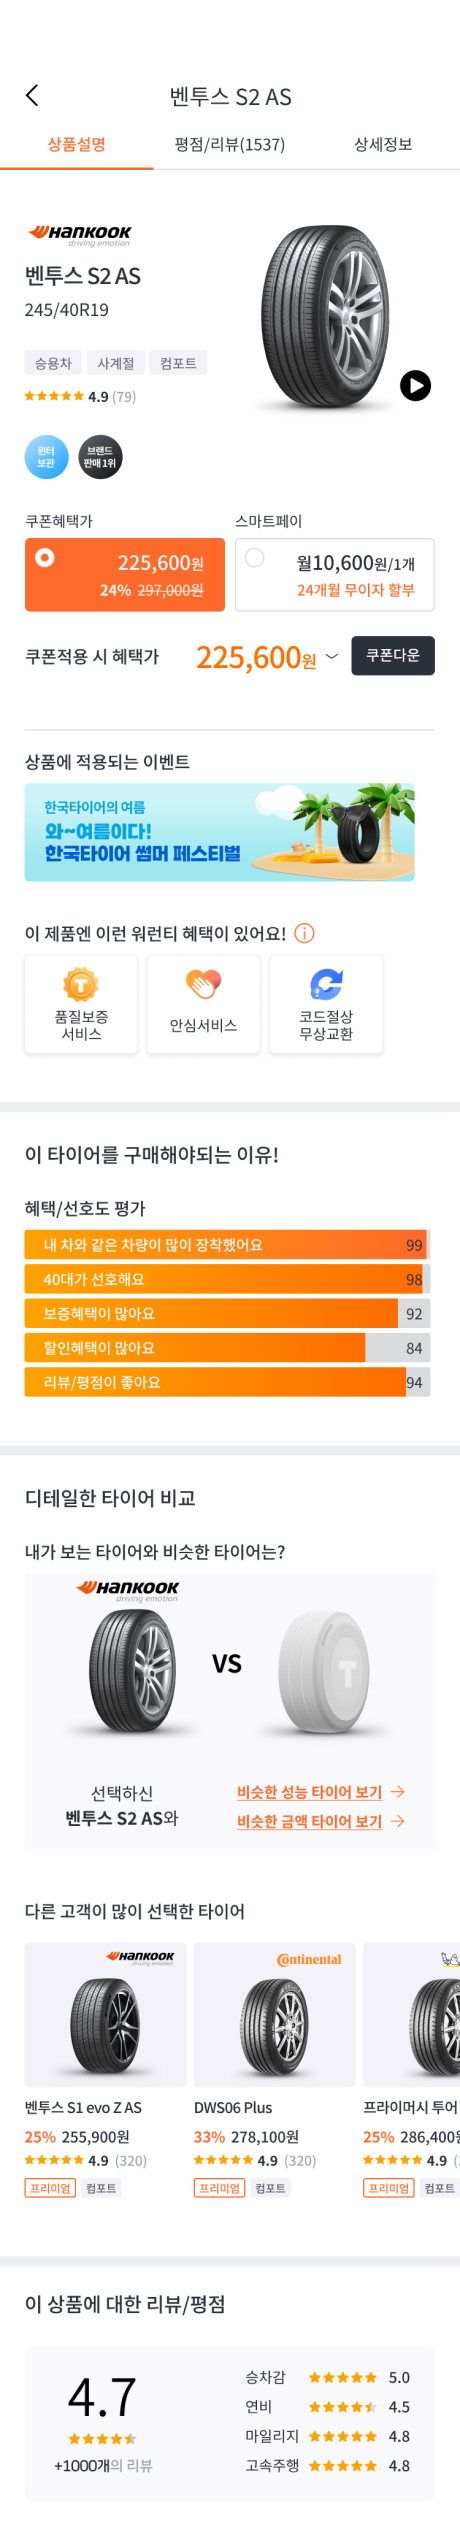 벤투스 S2 AS
상품설명
평점/리뷰(1537)
상세정보
HANKOOK
driving emotion
벤투스 S2 AS
245/40R19
승용차
사계절
컴포트
4.9 (79)
윈터
보관
브랜드
판매 1위
쿠폰혜택가
스마트페이
225,600원
24% 297,000원
월10,600원/1개
24개월 무이자 할부
쿠폰적용 시 혜택가
225,600원
쿠폰다운
상품에 적용되는 이벤트
한국타이어의 여름
와~여름이다!
한국타이어 썸머 페스티벌
이 제품엔 이런 워런티 혜택이 있어요!
품질보증
서비스
안심서비스
코드절상
무상교환
이 타이어를 구매해야되는 이유!
혜택/선호도 평가
내 차와 같은 차량이 많이 장착했어요 99
40대가 선호해요 98
보증혜택이 많아요 92
할인혜택이 많아요 84
리뷰/평점이 좋아요 94
디테일한 타이어 비교
내가 보는 타이어와 비슷한 타이어는?
HANKOOK
driving emotion
VS
선택하신
벤투스 S2 AS와
비슷한 성능 타이어 보기
비슷한 금액 타이어 보기
다른 고객이 많이 선택한 타이어
HANKOOK
driving emotion
벤투스 S1 evo Z AS
25% 255,900원
4.9 (320)
프리미엄 컴포트
Continental
DWS06 Plus
33% 278,100원
4.9 (320)
프리미엄 컴포트
프라이머시 투어
25% 286,400원
4.9
프리미엄 컴포트
이 상품에 대한 리뷰/평점
4.7
+1000개의 리뷰
승차감 5.0
연비 4.5
마일리지 4.8
고속주행 4.8